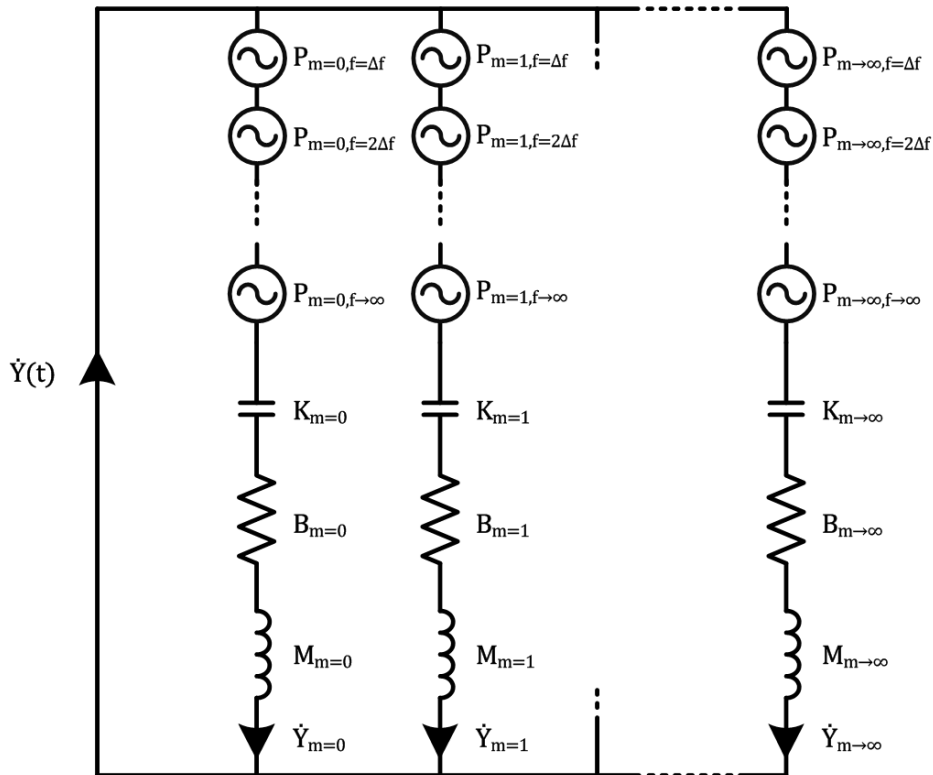 P_{m=0,f=Δf} P_{m=1,f=Δf} P_{m→∞,f=Δf}
P_{m=0,f=2Δf} P_{m=1,f=2Δf} P_{m→∞,f=2Δf}
P_{m=0,f→∞} P_{m=1,f→∞} P_{m→∞,f→∞}
Ẏ(t)
K_{m=0} K_{m=1} K_{m→∞}
B_{m=0} B_{m=1} B_{m→∞}
M_{m=0} M_{m=1} M_{m→∞}
Ẏ_{m=0} Ẏ_{m=1} Ẏ_{m→∞}